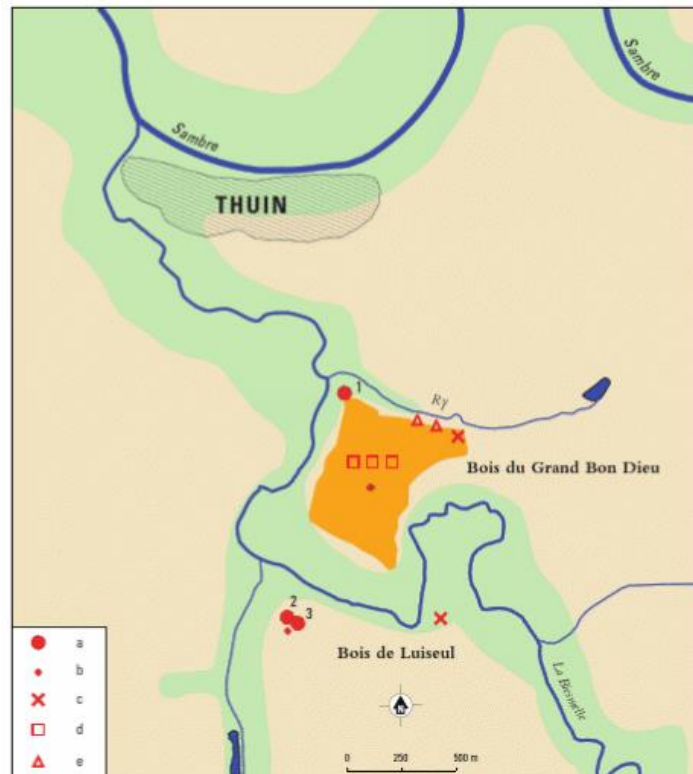 Sambre
Sambre
THUIN
1
Ry
Bois du Grand Bon Dieu
2
3
Bois de Luiseul
La Biesmelle
N
a
b
c
d
e
0 250 500 m